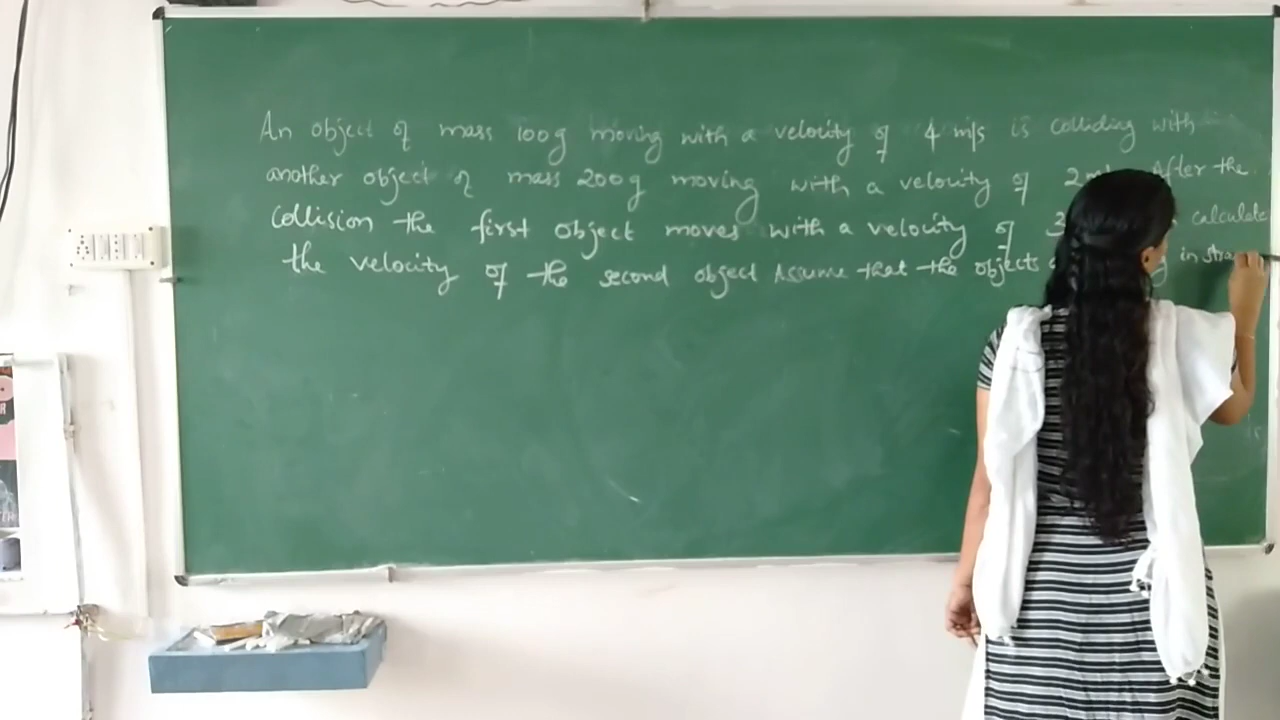 An object of mass 100g moving with a velocity of 4 m/s is colliding with
another object of mass 200g moving with a velocity of 2 After the
collision the first object moves with a velocity of 3 calculate
the velocity of the second object Assume that the objects in